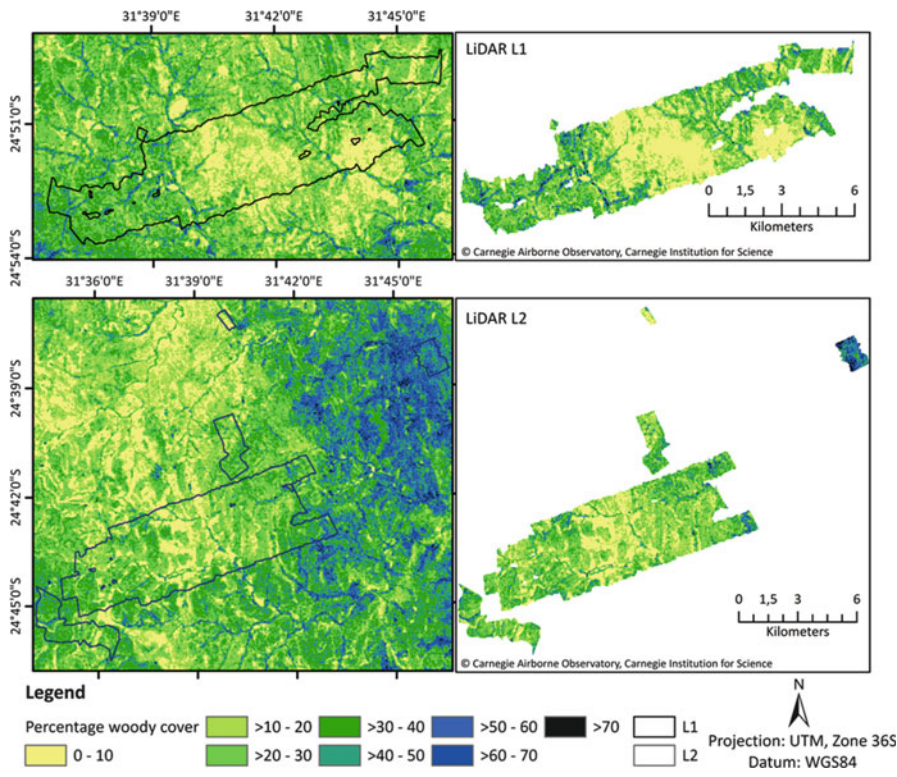 31°39'0"E 31°42'0"E 31°45'0"E
24°51'0"S
24°54'0"S
LiDAR L1
0 1,5 3 6
Kilometers
© Carnegie Airborne Observatory, Carnegie Institution for Science
31°36'0"E 31°39'0"E 31°42'0"E 31°45'0"E
24°39'0"S
24°42'0"S
24°45'0"S
LiDAR L2
0 1,5 3 6
Kilometers
© Carnegie Airborne Observatory, Carnegie Institution for Science
Legend
Percentage woody cover
0 - 10
>10 - 20
>20 - 30
>30 - 40
>40 - 50
>50 - 60
>60 - 70
>70
L1
L2
N
Projection: UTM, Zone 36S
Datum: WGS84